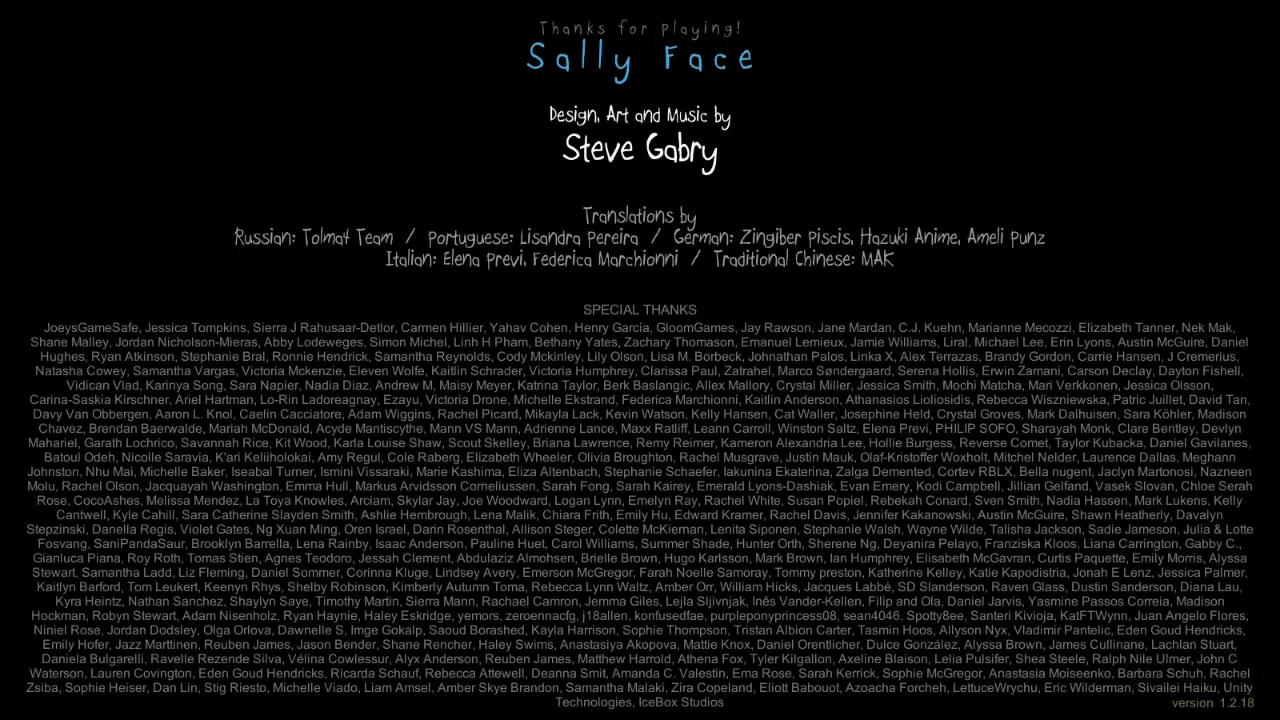 Thanks for playing!
Sally Face
Design, Art and Music by
Steve Gabry
Translations by
Russian: Tolma4 Team / Portuguese: Lisandra Pereira / German: Zingiber Piscis, Hazuki Anime, Ameli Punz
Italian: Elena Previ, Federica Marchionni / Traditional Chinese: MAK
SPECIAL THANKS
JoeysGameSafe, Jessica Tompkins, Sierra J Rahusaar-Detlor, Carmen Hillier, Yahav Cohen, Henry Garcia, GloomGames, Jay Rawson, Jane Mardan, C.J. Kuehn, Marianne Mecozzi, Elizabeth Tanner, Nek Mak,
Shane Malley, Jordan Nicholson-Mieras, Abby Lodeweges, Simon Michel, Linh H Pham, Bethany Yates, Zachary Thomason, Emanuel Lemieux, Jamie Williams, Liral, Michael Lee, Erin Lyons, Austin McGuire, Daniel
Hughes, Ryan Atkinson, Stephanie Bral, Ronnie Hendrick, Samantha Reynolds, Cody Mckinley, Lily Olson, Lisa M. Borbeck, Johnathan Palos, Linka X, Alex Terrazas, Brandy Gordon, Carrie Hansen, J Cremerius,
Natasha Cowey, Samantha Vargas, Victoria Mckenzie, Eleven Wolfe, Kaitlin Schrader, Victoria Humphrey, Clarissa Paul, Zatrahel, Marco Søndergaard, Serena Hollis, Erwin Zamani, Carson Declay, Dayton Fishell,
Vidican Vlad, Karinya Song, Sara Napier, Nadia Diaz, Andrew M, Maisy Meyer, Katrina Taylor, Berk Baslangic, Allex Mallory, Crystal Miller, Jessica Smith, Mochi Matcha, Mari Verkkonen, Jessica Olsson,
Carina-Saskia Kirschner, Ariel Hartman, Lo-Rin Ladoreagnay, Ezayu, Victoria Drone, Michelle Ekstrand, Federica Marchionni, Kaitlin Anderson, Athanasios Lioliosidis, Rebecca Wiszniewska, Patric Juillet, David Tan,
Davy Van Obbergen, Aaron L. Knol, Caelin Cacciatore, Adam Wiggins, Rachel Picard, Mikayla Lack, Kevin Watson, Kelly Hansen, Cat Waller, Josephine Held, Crystal Groves, Mark Dalhuisen, Sara Köhler, Madison
Chavez, Brendan Baerwalde, Mariah McDonald, Acyde Mantiscythe, Mann VS Mann, Adrienne Lance, Maxx Ratliff, Leann Carroll, Winston Saltz, Elena Previ, PHILIP SOFO, Sharayah Monk, Clare Bentley, Devlyn
Mahariel, Garath Lochrico, Savannah Rice, Kit Wood, Karla Louise Shaw, Scout Skelley, Briana Lawrence, Remy Reimer, Kameron Alexandria Lee, Hollie Burgess, Reverse Comet, Taylor Kubacka, Daniel Gavilanes,
Batoul Odeh, Nicolle Saravia, K'ari Keliiholokai, Amy Regul, Cole Raberg, Elizabeth Wheeler, Olivia Broughton, Rachel Musgrave, Justin Mauk, Olaf-Kristoffer Woxholt, Mitchel Nelder, Laurence Dallas, Meghann
Johnston, Nhu Mai, Michelle Baker, Iseabal Turner, Ismini Vissaraki, Marie Kashima, Eliza Altenbach, Stephanie Schaefer, Iakunina Ekaterina, Zalga Demented, Cortev RBLX, Bella nugent, Jaclyn Martonosi, Nazneen
Molu, Rachel Olson, Jacquayah Washington, Emma Hull, Markus Arvidsson Corneliussen, Sarah Fong, Sarah Kairey, Emerald Lyons-Dashiak, Evan Emery, Kodi Campbell, Jillian Gelfand, Vasek Slovan, Chloe Serah
Rose, CocoAshes, Melissa Mendez, La Toya Knowles, Arciam, Skylar Jay, Joe Woodward, Logan Lynn, Emelyn Ray, Rachel White, Susan Popiel, Rebekah Conard, Sven Smith, Nadia Hassen, Mark Lukens, Kelly
Cantwell, Kyle Cahill, Sara Catherine Slayden Smith, Ashlie Hembrough, Lena Malik, Chiara Frith, Emily Hu, Edward Kramer, Rachel Davis, Jennifer Kakanowski, Austin McGuire, Shawn Heatherly, Davalyn
Stepzinski, Danella Regis, Violet Gates, Ng Xuan Ming, Oren Israel, Darin Rosenthal, Allison Steger, Colette McKiernan, Lenita Siponen, Stephanie Walsh, Wayne Wilde, Talisha Jackson, Sadie Jameson, Julia & Lotte
Fosvang, SaniPandaSaur, Brooklyn Barrella, Lena Rainby, Isaac Anderson, Pauline Huet, Carol Williams, Summer Shade, Hunter Orth, Sherene Ng, Deyanira Pelayo, Franziska Kloos, Liana Carrington, Gabby C.,
Gianluca Piana, Roy Roth, Tomas Stien, Agnes Teodoro, Jessah Clement, Abdulaziz Almohsen, Brielle Brown, Hugo Karlsson, Mark Brown, Ian Humphrey, Elisabeth McGavran, Curtis Paquette, Emily Morris, Alyssa
Stewart, Samantha Ladd, Liz Fleming, Daniel Sommer, Corinna Kluge, Lindsey Avery, Emerson McGregor, Farah Noelle Samoray, Tommy preston, Katherine Kelley, Katie Kapodistria, Jonah E Lenz, Jessica Palmer,
Kaitlyn Barford, Tom Leukert, Keenyn Rhys, Shelby Robinson, Kimberly Autumn Toma, Rebecca Lynn Waltz, Amber Orr, William Hicks, Jacques Labbé, SD Slanderson, Raven Glass, Dustin Sanderson, Diana Lau,
Kyra Heintz, Nathan Sanchez, Shaylyn Saye, Timothy Martin, Sierra Mann, Rachael Camron, Jemma Giles, Lejla Sljivnjak, Inês Vander-Kellen, Filip and Ola, Daniel Jarvis, Yasmine Passos Correia, Madison
Hockman, Robyn Stewart, Adam Nisenholz, Ryan Haynie, Haley Eskridge, yemors, zeroennacfg, j18allen, konfusedfae, purpleponyprincess08, sean4046, Spotty8ee, Santeri Kivioja, KatFTWynn, Juan Angelo Flores,
Niniel Rose, Jordan Dodsley, Olga Orlova, Dawnelle S, Imge Gokalp, Saoud Borashed, Kayla Harrison, Sophie Thompson, Tristan Albion Carter, Tasmin Hoos, Allyson Nyx, Vladimir Pantelic, Eden Goud Hendricks,
Emily Hofer, Jazz Marttinen, Reuben James, Jason Bender, Shane Rencher, Haley Swims, Anastasiya Akopova, Mattie Knox, Daniel Orentlicher, Dulce González, Alyssa Brown, James Cullinane, Lachlan Stuart,
Daniela Bulgarelli, Ravelle Rezende Silva, Vélina Cowlessur, Alyx Anderson, Reuben James, Matthew Harrold, Athena Fox, Tyler Kilgallon, Axeline Blaison, Lelia Pulsifer, Shea Steele, Ralph Nile Ulmer, John C
Waterson, Lauren Covington, Eden Goud Hendricks, Ricarda Schauf, Rebecca Attewell, Deanna Smit, Amanda C. Valentin, Ema Rose, Sarah Kerrick, Sophie McGregor, Anastasia Moiseenko, Barbara Schuh, Rachel
Zsiba, Sophie Heiser, Dan Lin, Stig Riesto, Michelle Viado, Liam Amsel, Amber Skye Brandon, Samantha Malaki, Zira Copeland, Eliott Babouot, Azoacha Forcheh, LettuceWrychu, Eric Wilderman, Sivailei Haiku, Unity
Technologies, IceBox Studios
version 1.2.18